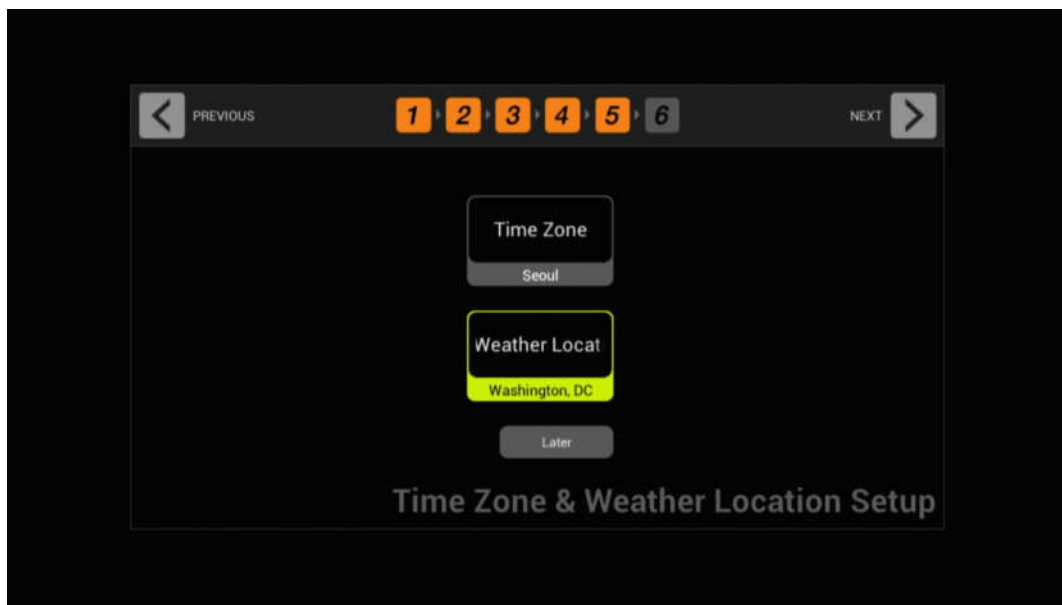 PREVIOUS 1 2 3 4 5 6 NEXT
Time Zone
Seoul
Weather Locat
Washington, DC
Later
Time Zone & Weather Location Setup